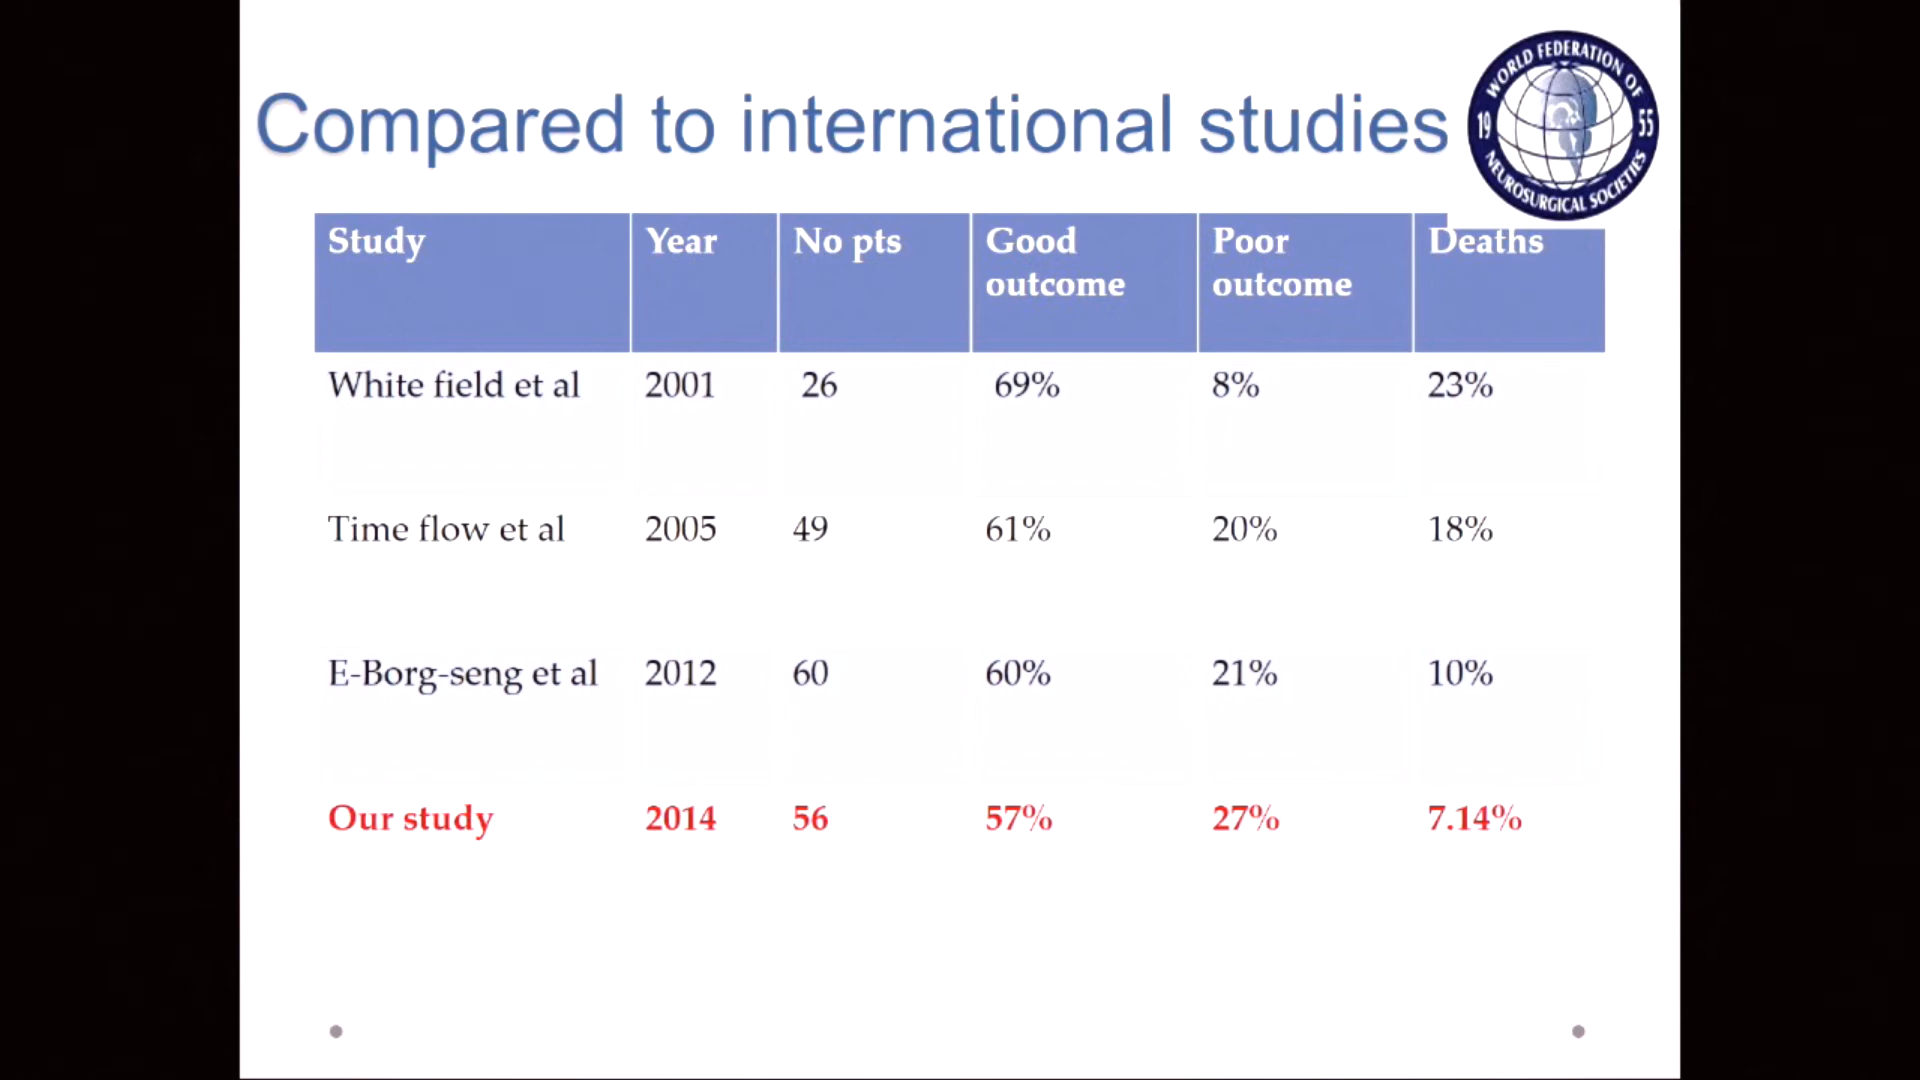 Compared to international studies
WORLD FEDERATION OF
19 55
NEUROSURGICAL SOCIETIES
Study Year No pts Good outcome Poor outcome Deaths
White field et al 2001 26 69% 8% 23%
Time flow et al 2005 49 61% 20% 18%
E-Borg-seng et al 2012 60 60% 21% 10%
Our study 2014 56 57% 27% 7.14%